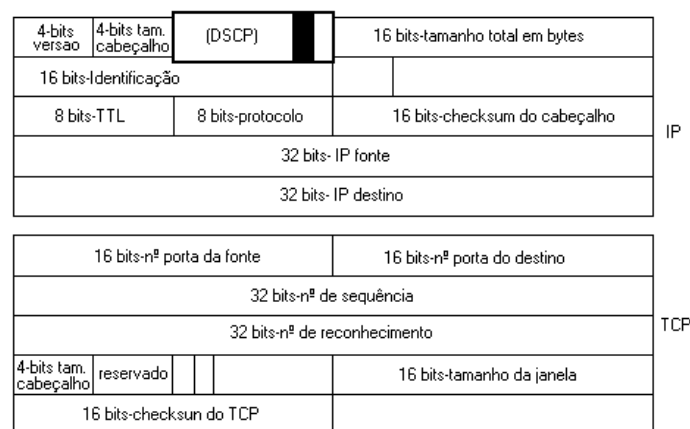 4-bits versao
4-bits tam. cabeçalho
(DSCP)
16 bits-tamanho total em bytes
16 bits-Identificação
8 bits-TTL
8 bits-protocolo
16 bits-checksum do cabeçalho
IP
32 bits- IP fonte
32 bits- IP destino
16 bits-nº porta da fonte
16 bits-nº porta do destino
32 bits-nº de sequência
TCP
32 bits-nº de reconhecimento
4-bits tam. cabeçalho
reservado
16 bits-tamanho da janela
16 bits-checksun do TCP